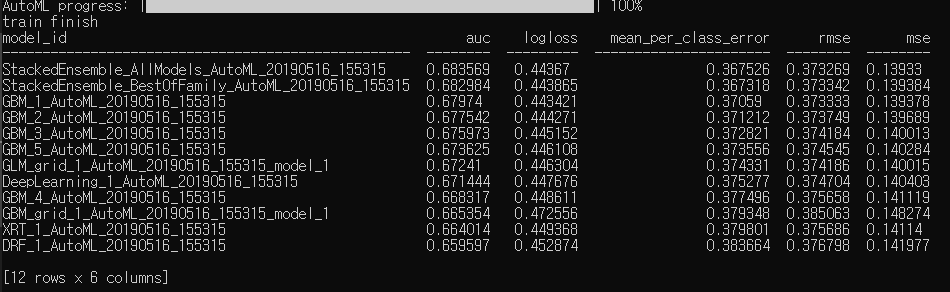 AutoML progress: | | 100%
train finish
model_id auc logloss mean_per_class_error rmse mse
StackedEnsemble_AllModels_AutoML_20190516_155315 0.683569 0.44367 0.367526 0.373269 0.13933
StackedEnsemble_BestOfFamily_AutoML_20190516_155315 0.682984 0.443865 0.367318 0.373342 0.139384
GBM_1_AutoML_20190516_155315 0.67974 0.443421 0.37059 0.373333 0.139378
GBM_2_AutoML_20190516_155315 0.677542 0.444271 0.371212 0.373749 0.139689
GBM_3_AutoML_20190516_155315 0.675973 0.445152 0.372821 0.374184 0.140013
GBM_5_AutoML_20190516_155315 0.673625 0.446108 0.373556 0.374545 0.140284
GLM_grid_1_AutoML_20190516_155315_model_1 0.67241 0.446304 0.374331 0.374186 0.140015
DeepLearning_1_AutoML_20190516_155315 0.671444 0.447676 0.375277 0.374704 0.140403
GBM_4_AutoML_20190516_155315 0.668317 0.448611 0.377496 0.375658 0.141119
GBM_grid_1_AutoML_20190516_155315_model_1 0.665354 0.472556 0.379348 0.385063 0.148274
XRT_1_AutoML_20190516_155315 0.664014 0.449368 0.379801 0.375686 0.14114
DRF_1_AutoML_20190516_155315 0.659597 0.452874 0.383664 0.376798 0.141977
[12 rows x 6 columns]